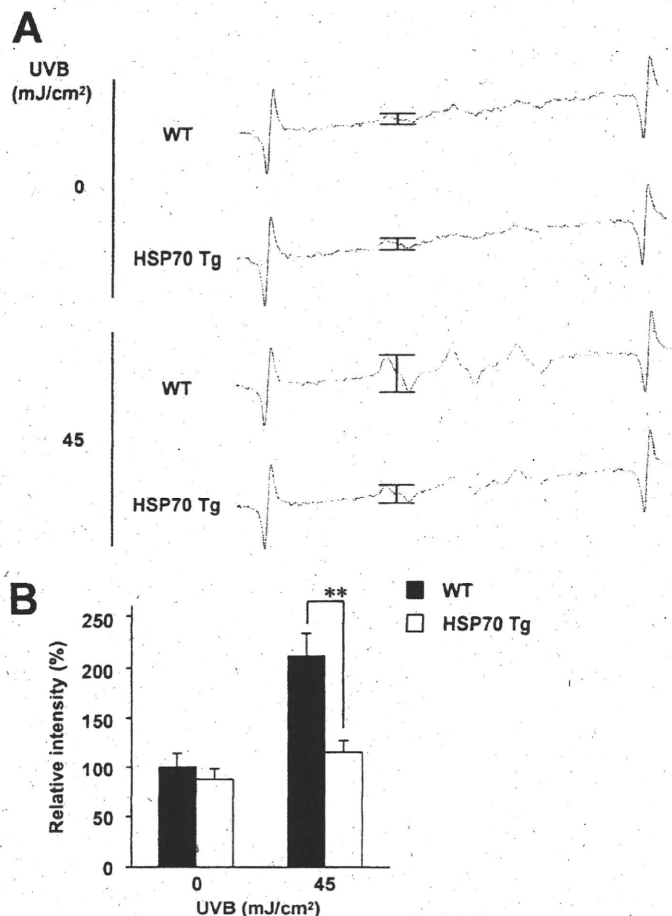 A
UVB
(mJ/cm²)
WT
0
HSP70 Tg
WT
45
HSP70 Tg
B
WT
HSP70 Tg
**
Relative intensity (%)
250
200
150
100
50
0
0
45
UVB (mJ/cm²)